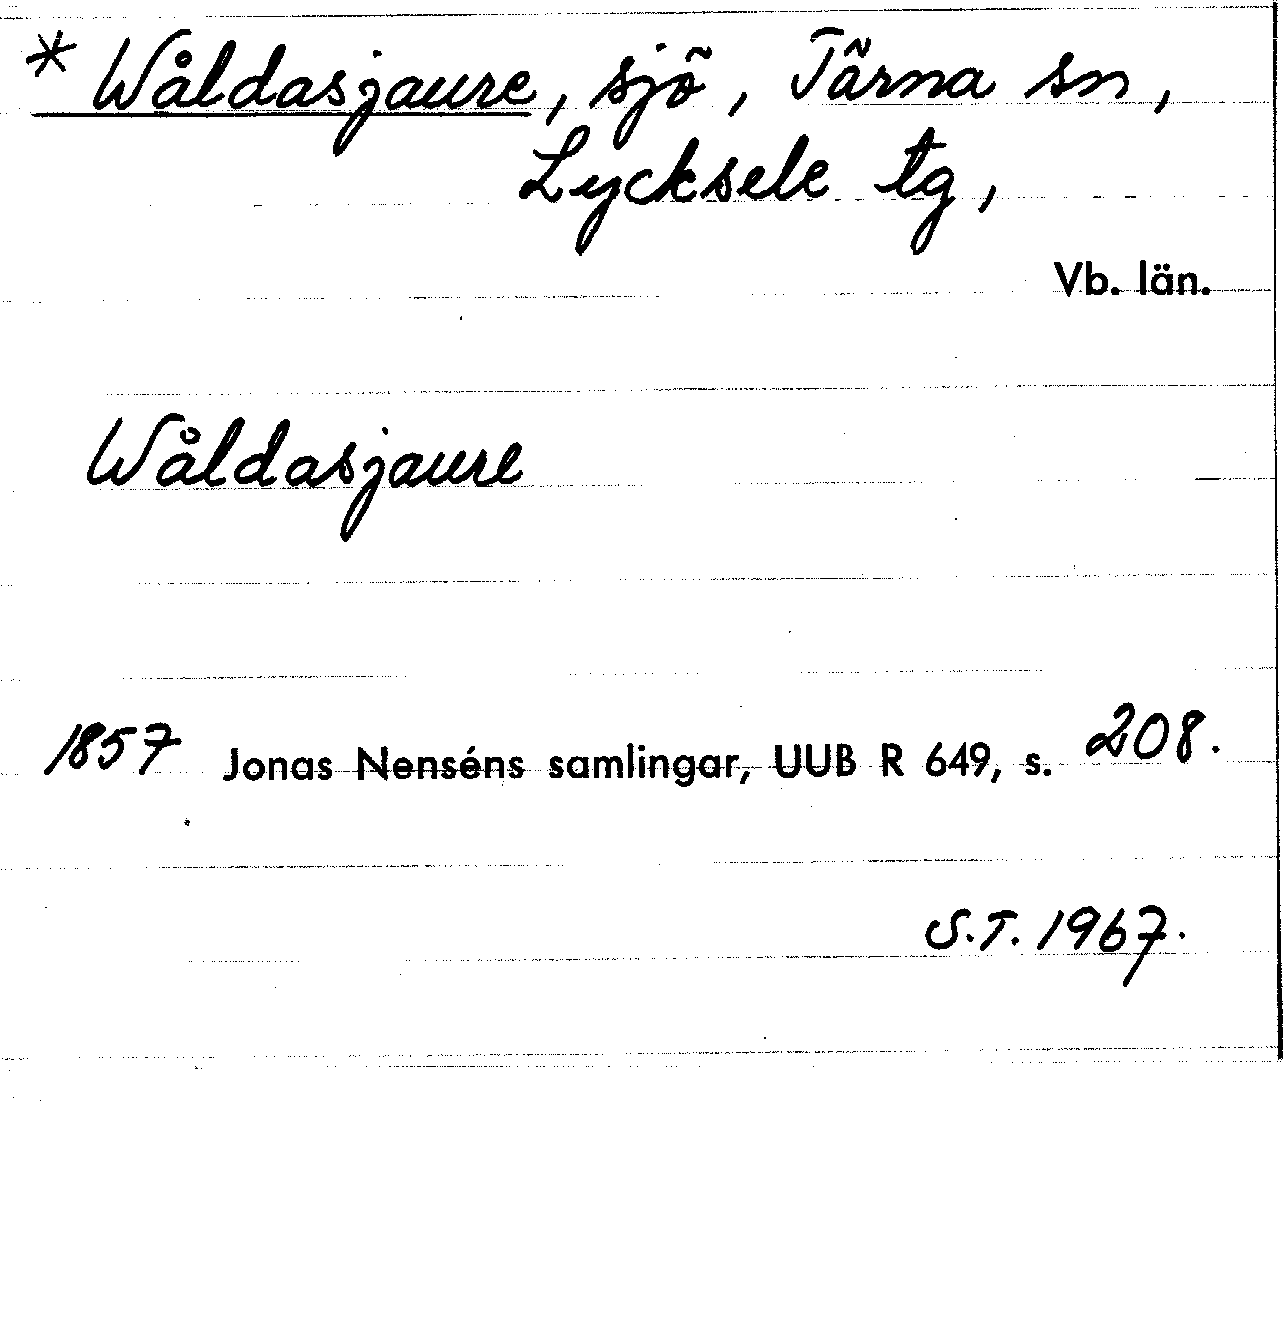 * Wåldasjaure, sjö, Tärna sn,
Lycksele tg,
Vb. län.
Wåldasjaure
1857 Jonas Nenséns samlingar, UUB R 649, s. 208.
S.T. 1967.